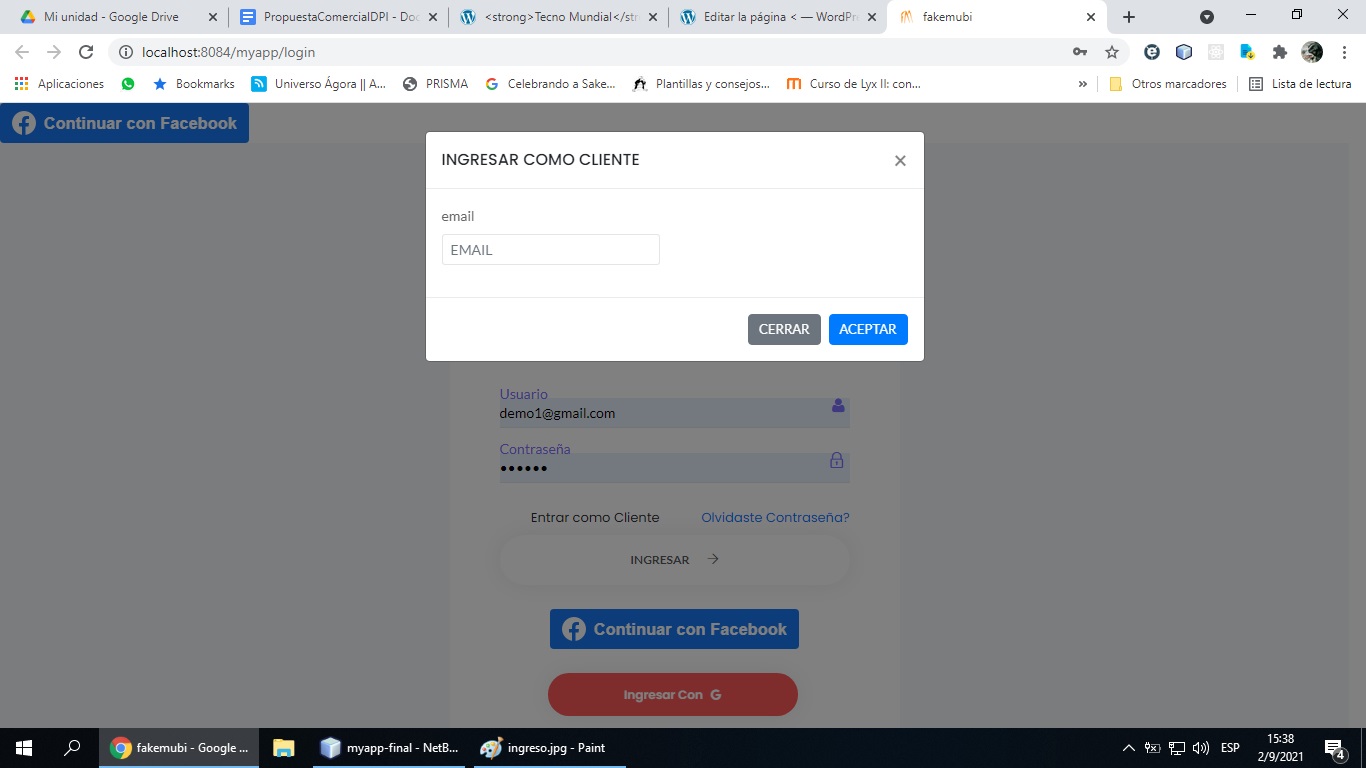 Mi unidad - Google Drive
PropuestaComercialDPI - Doc
<strong>Tecno Mundial</str
Editar la página < — WordPr
fakemubi
localhost:8084/myapp/login
Aplicaciones
Bookmarks
Universo Ágora || A...
PRISMA
Celebrando a Sake...
Plantillas y consejos...
Curso de Lyx II: con...
»
Otros marcadores
Lista de lectura
Continuar con Facebook
INGRESAR COMO CLIENTE
×
email
EMAIL
CERRAR
ACEPTAR
Usuario
demo1@gmail.com
Contraseña
••••••
Entrar como Cliente
Olvidaste Contraseña?
INGRESAR
Continuar con Facebook
Ingresar Con G
fakemubi - Google ...
myapp-final - NetB...
ingreso.jpg - Paint
ESP
15:38
2/9/2021
4